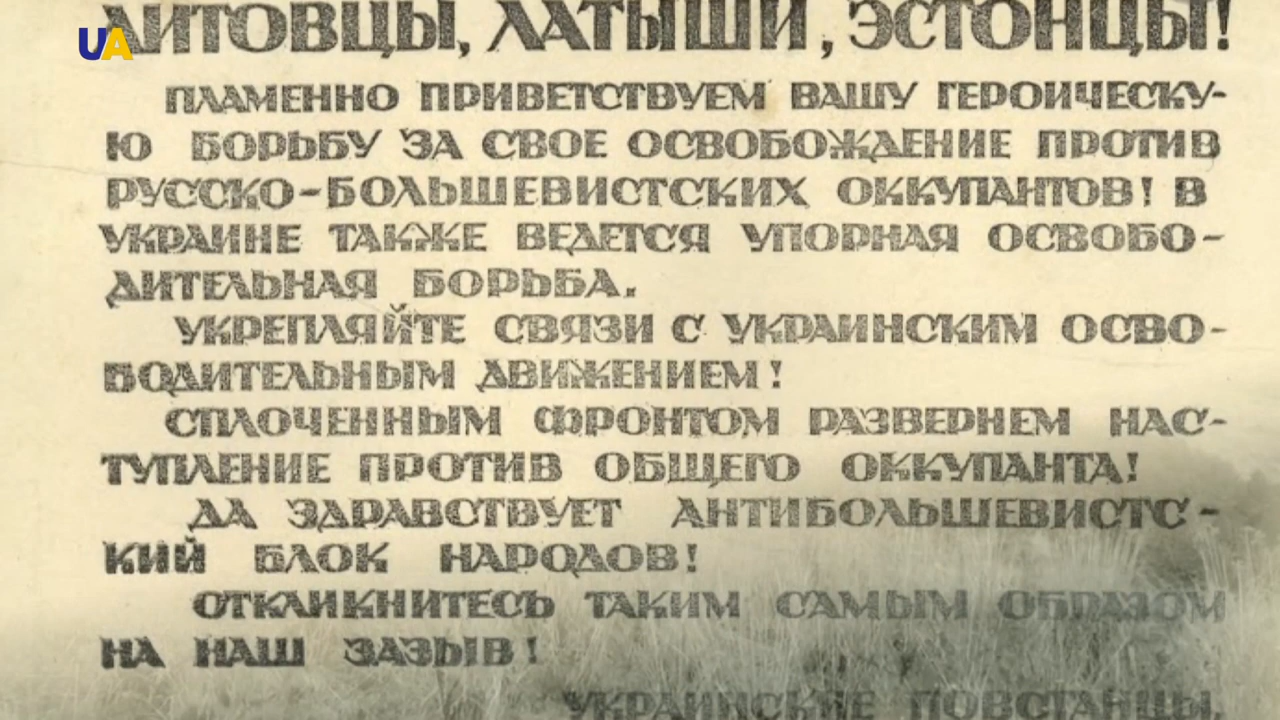 UA
ЛИТОВЦЫ, ЛАТЫШИ, ЭСТОНЦЫ!
ПЛАМЕННО ПРИВЕТСТВУЕМ ВАШУ ГЕРОИЧЕСКУ-
Ю БОРЬБУ ЗА СВОЕ ОСВОБОЖДЕНИЕ ПРОТИВ
РУССКО-БОЛЬШЕВИСТСКИХ ОККУПАНТОВ! В
УКРАИНЕ ТАКЖЕ ВЕДЕТСЯ УПОРНАЯ ОСВОБО-
ДИТЕЛЬНАЯ БОРЬБА.
УКРЕПЛЯЙТЕ СВЯЗИ С УКРАИНСКИМ ОСВО-
БОДИТЕЛЬНЫМ ДВИЖЕНИЕМ!
СПЛОЧЕННЫМ ФРОНТОМ РАЗВЕРНЕМ НАС-
ТУПЛЕНИЕ ПРОТИВ ОБЩЕГО ОККУПАНТА!
ДА ЗДРАВСТВУЕТ АНТИБОЛЬШЕВИСТС-
КИЙ БЛОК НАРОДОВ!
ОТКЛИКНИТЕСЬ ТАКИМ САМЫМ ОБРАЗОМ
НА НАШ ЗАЗЫВ!
УКРАИНСКИЕ ПОВСТАНЦЫ.